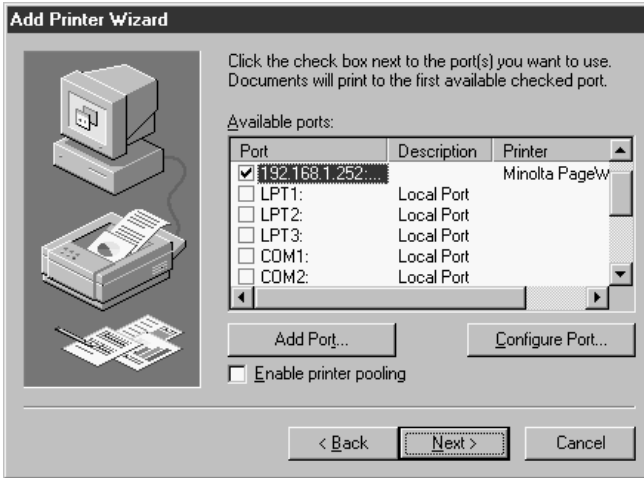 Add Printer Wizard
Click the check box next to the port(s) you want to use.
Documents will print to the first available checked port.
Available ports:
Port Description Printer
192.168.1.252:... Minolta PageW
LPT1: Local Port
LPT2: Local Port
LPT3: Local Port
COM1: Local Port
COM2: Local Port
Add Port... Configure Port...
Enable printer pooling
< Back Next > Cancel